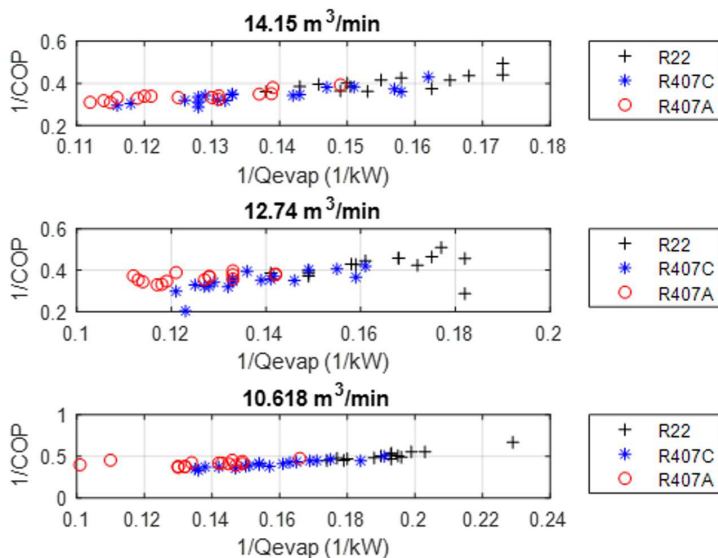 14.15 m³/min
0.6
0.4
0.2
1/COP
0.11 0.12 0.13 0.14 0.15 0.16 0.17 0.18
1/Qevap (1/kW)
R22
R407C
R407A
12.74 m³/min
0.6
0.4
0.2
1/COP
0.1 0.12 0.14 0.16 0.18 0.2
1/Qevap (1/kW)
R22
R407C
R407A
10.618 m³/min
1
0.5
0
1/COP
0.1 0.12 0.14 0.16 0.18 0.2 0.22 0.24
1/Qevap (1/kW)
R22
R407C
R407A